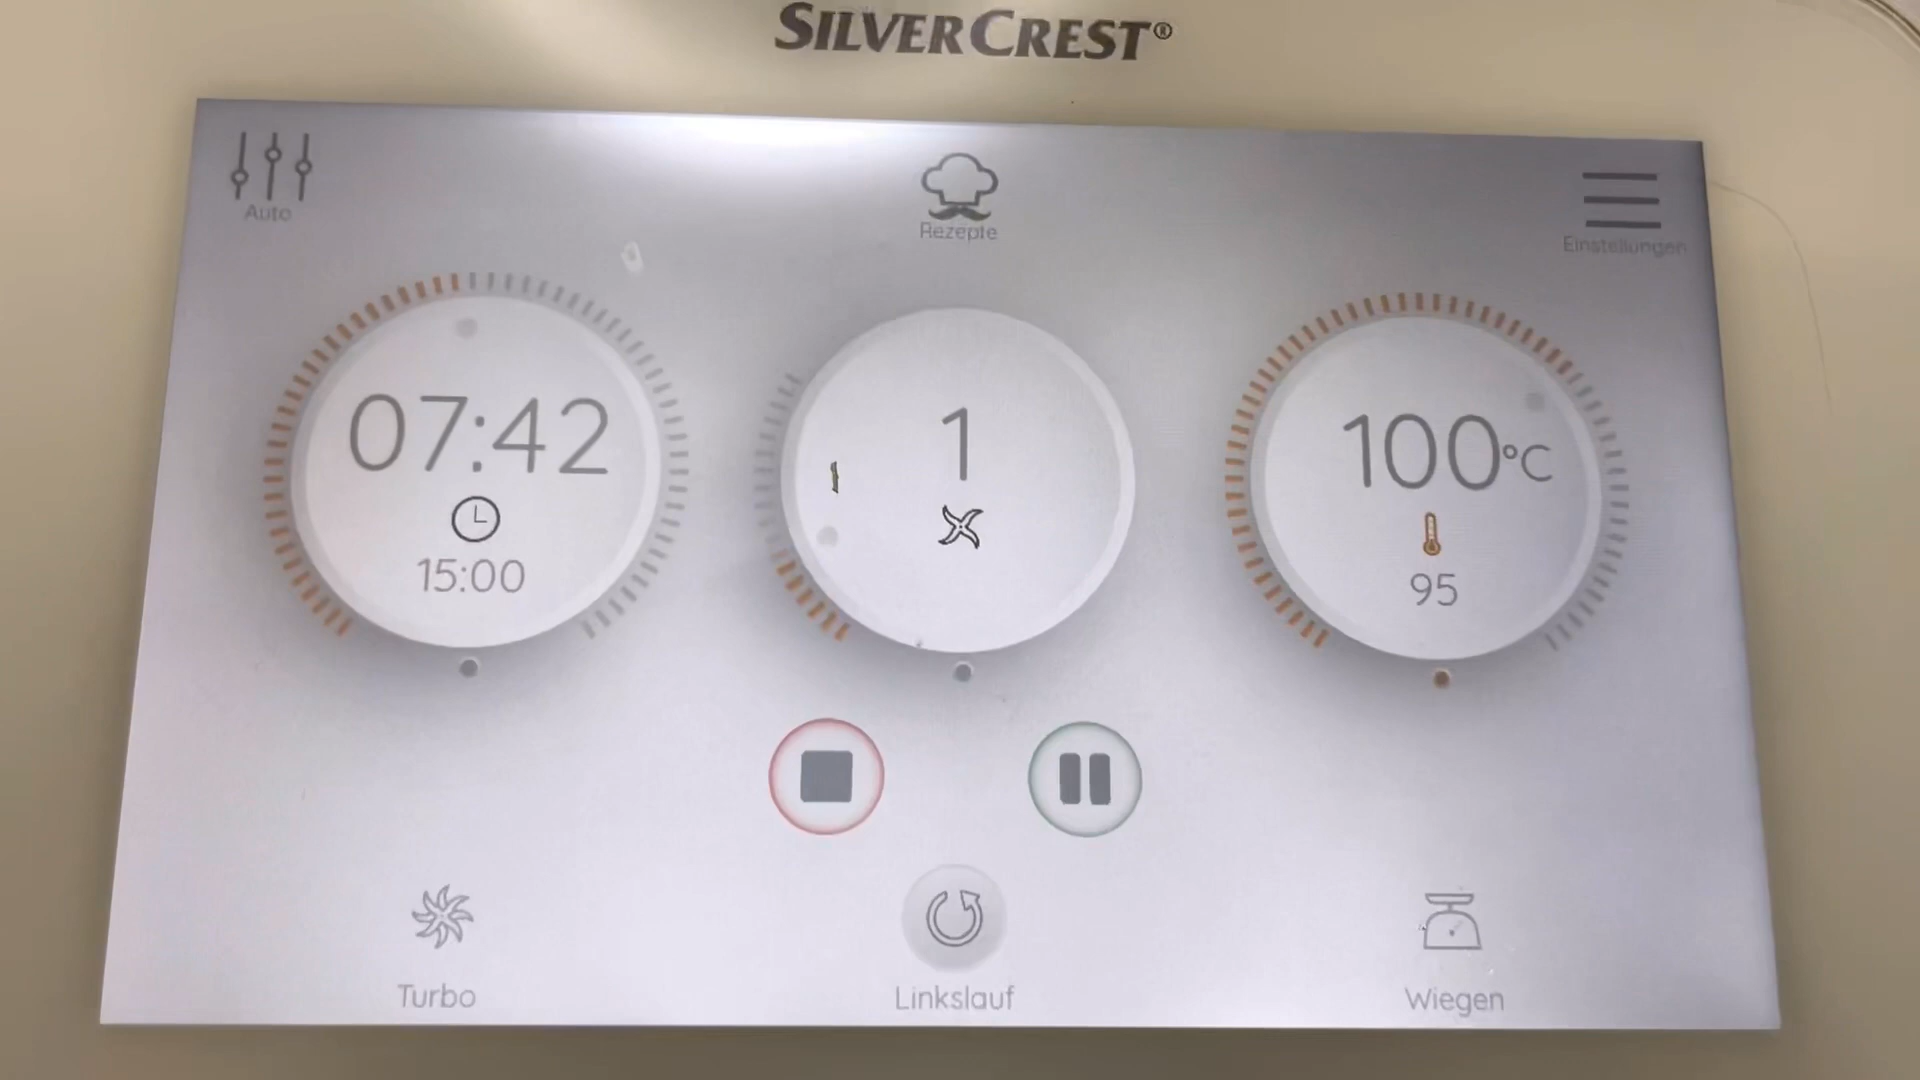 SILVERCREST®
Auto
Rezepte
Einstellungen
07:42
15:00
1
100°C
95
Turbo
Linkslauf
Wiegen